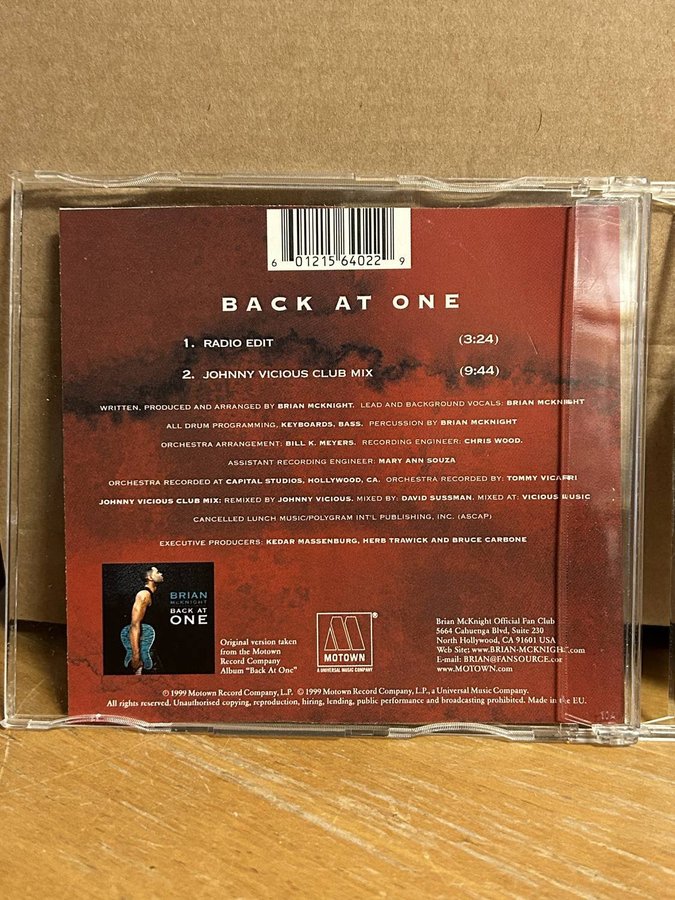 6 01215 64022 9
BACK AT ONE
1. RADIO EDIT (3:24)
2. JOHNNY VICIOUS CLUB MIX (9:44)
WRITTEN, PRODUCED AND ARRANGED BY BRIAN MCKNIGHT. LEAD AND BACKGROUND VOCALS: BRIAN MCKNIGHT
ALL DRUM PROGRAMMING, KEYBOARDS, BASS. PERCUSSION BY BRIAN MCKNIGHT
ORCHESTRA ARRANGEMENT: BILL K. MEYERS. RECORDING ENGINEER: CHRIS WOOD.
ASSISTANT RECORDING ENGINEER: MARY ANN SOUZA
ORCHESTRA RECORDED AT CAPITAL STUDIOS, HOLLYWOOD, CA. ORCHESTRA RECORDED BY: TOMMY VICARRI
JOHNNY VICIOUS CLUB MIX: REMIXED BY JOHNNY VICIOUS. MIXED BY: DAVID SUSSMAN. MIXED AT: VICIOUS MUSIC
CANCELLED LUNCH MUSIC/POLYGRAM INT'L PUBLISHING, INC. (ASCAP)
EXECUTIVE PRODUCERS: KEDAR MASSENBURG, HERB TRAWICK AND BRUCE CARBONE
BRIAN
MCKNIGHT
BACK AT
ONE
Original version taken
from the Motown
Record Company
Album "Back At One"
M
MOTOWN
A UNIVERSAL MUSIC COMPANY
Brian McKnight Official Fan Club
5664 Cahuenga Blvd, Suite 230
North Hollywood, CA 91601 USA
Web Site: www.BRIAN-MCKNIGHT.com
E-mail: BRIAN@FANSOURCE.com
www.MOTOWN.com
℗ 1999 Motown Record Company, L.P. © 1999 Motown Record Company, L.P., a Universal Music Company.
All rights reserved. Unauthorised copying, reproduction, hiring, lending, public performance and broadcasting prohibited. Made in the EU.